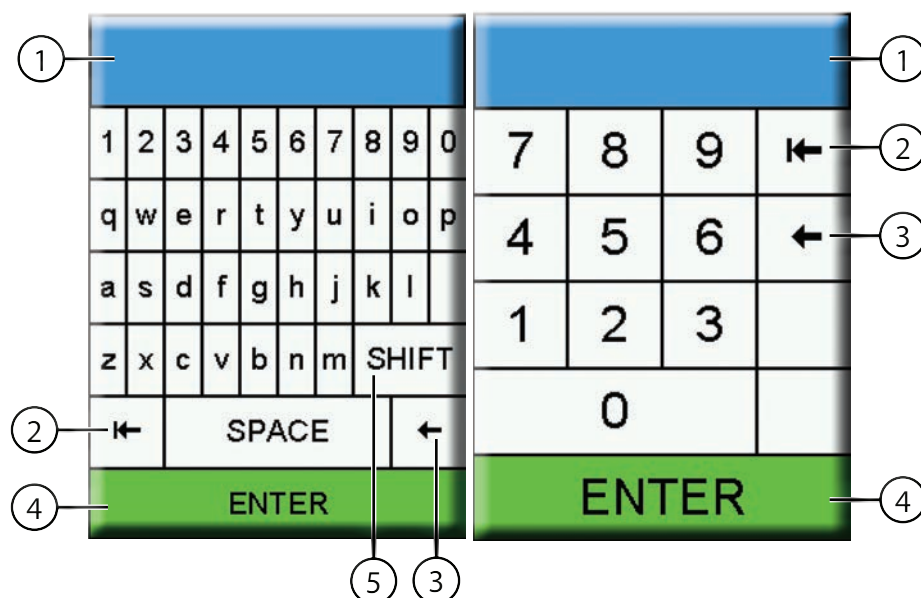 1
1 2 3 4 5 6 7 8 9 0
q w e r t y u i o p
a s d f g h j k l
z x c v b n m SHIFT
2
SPACE
4
ENTER
5
3
1
7 8 9
2
4 5 6
3
1 2 3
0
ENTER
4